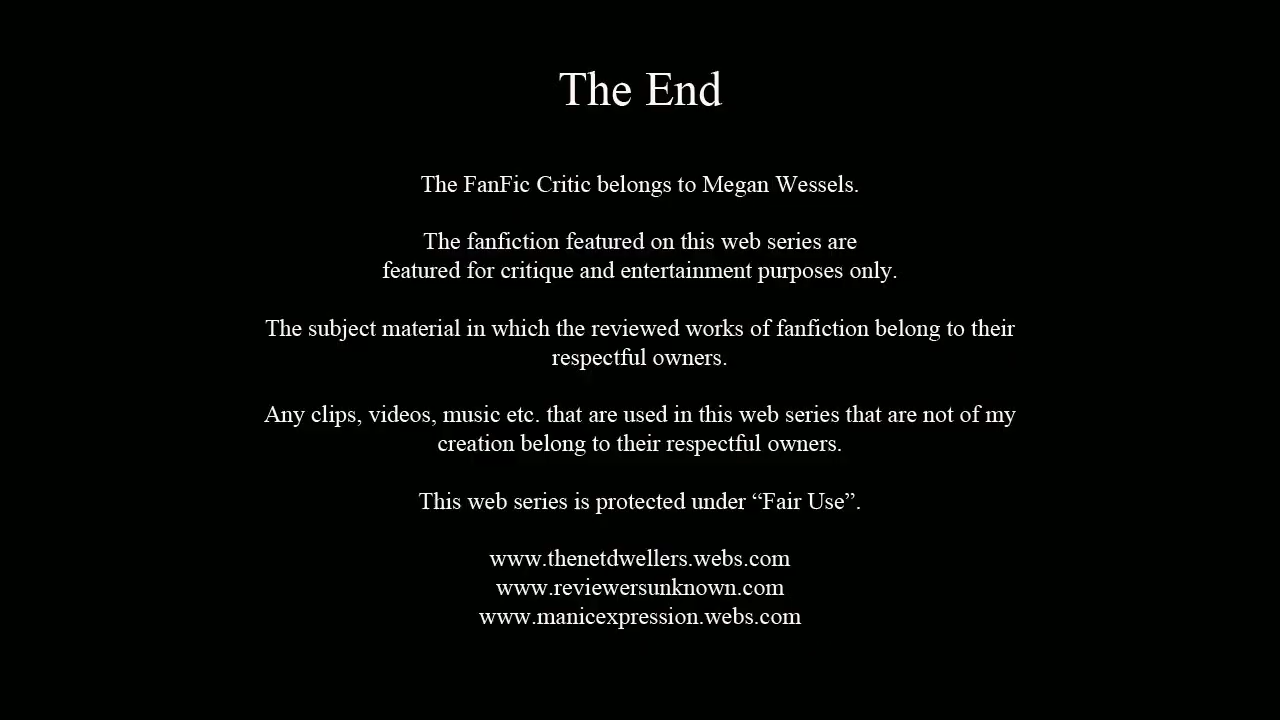 The End
The FanFic Critic belongs to Megan Wessels.
The fanfiction featured on this web series are
featured for critique and entertainment purposes only.
The subject material in which the reviewed works of fanfiction belong to their
respectful owners.
Any clips, videos, music etc. that are used in this web series that are not of my
creation belong to their respectful owners.
This web series is protected under “Fair Use”.
www.thenetdwellers.webs.com
www.reviewersunknown.com
www.manicexpression.webs.com